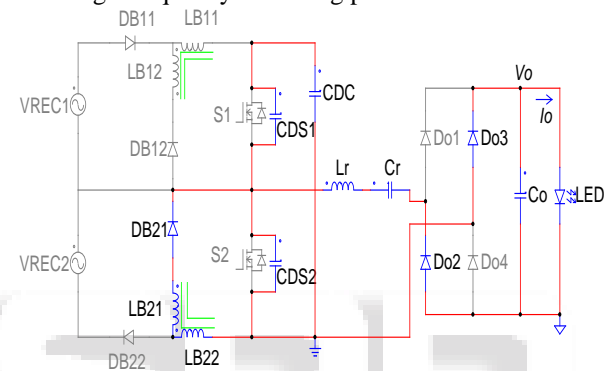 DB11
LB11
LB12
VREC1
S1
CDS1
CDC
Vo
Io
DB12
Do1
Do3
Lr
Cr
Co
LED
DB21
S2
VREC2
CDS2
Do2
Do4
LB21
DB22
LB22